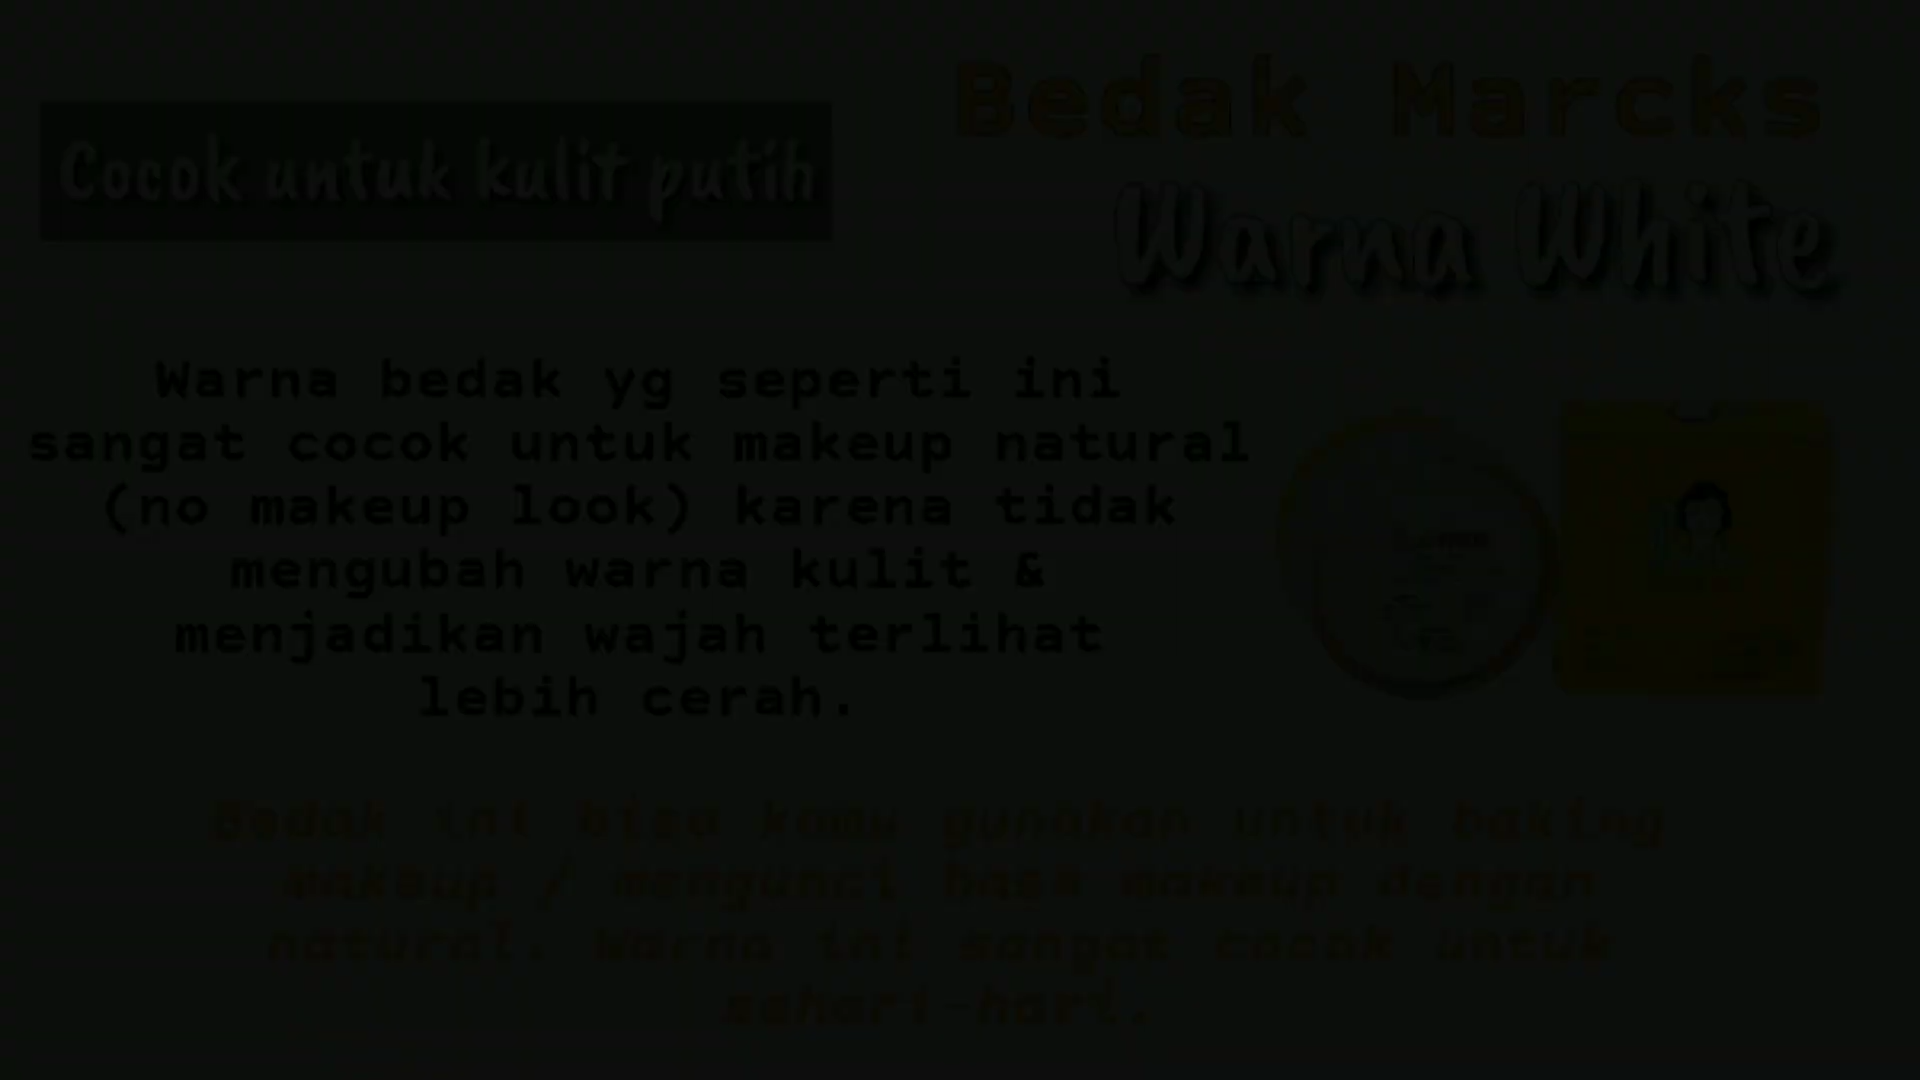 Bedak Marcks
Cocok untuk kulit putih
Warna White
Warna bedak yg seperti ini
sangat cocok untuk makeup natural
(no makeup look) karena tidak
mengubah warna kulit &
menjadikan wajah terlihat
lebih cerah.
Bedak ini bisa kamu gunakan untuk baking
makeup / mengunci base makeup dengan
natural. Warna ini sangat cocok untuk
sehari-hari.